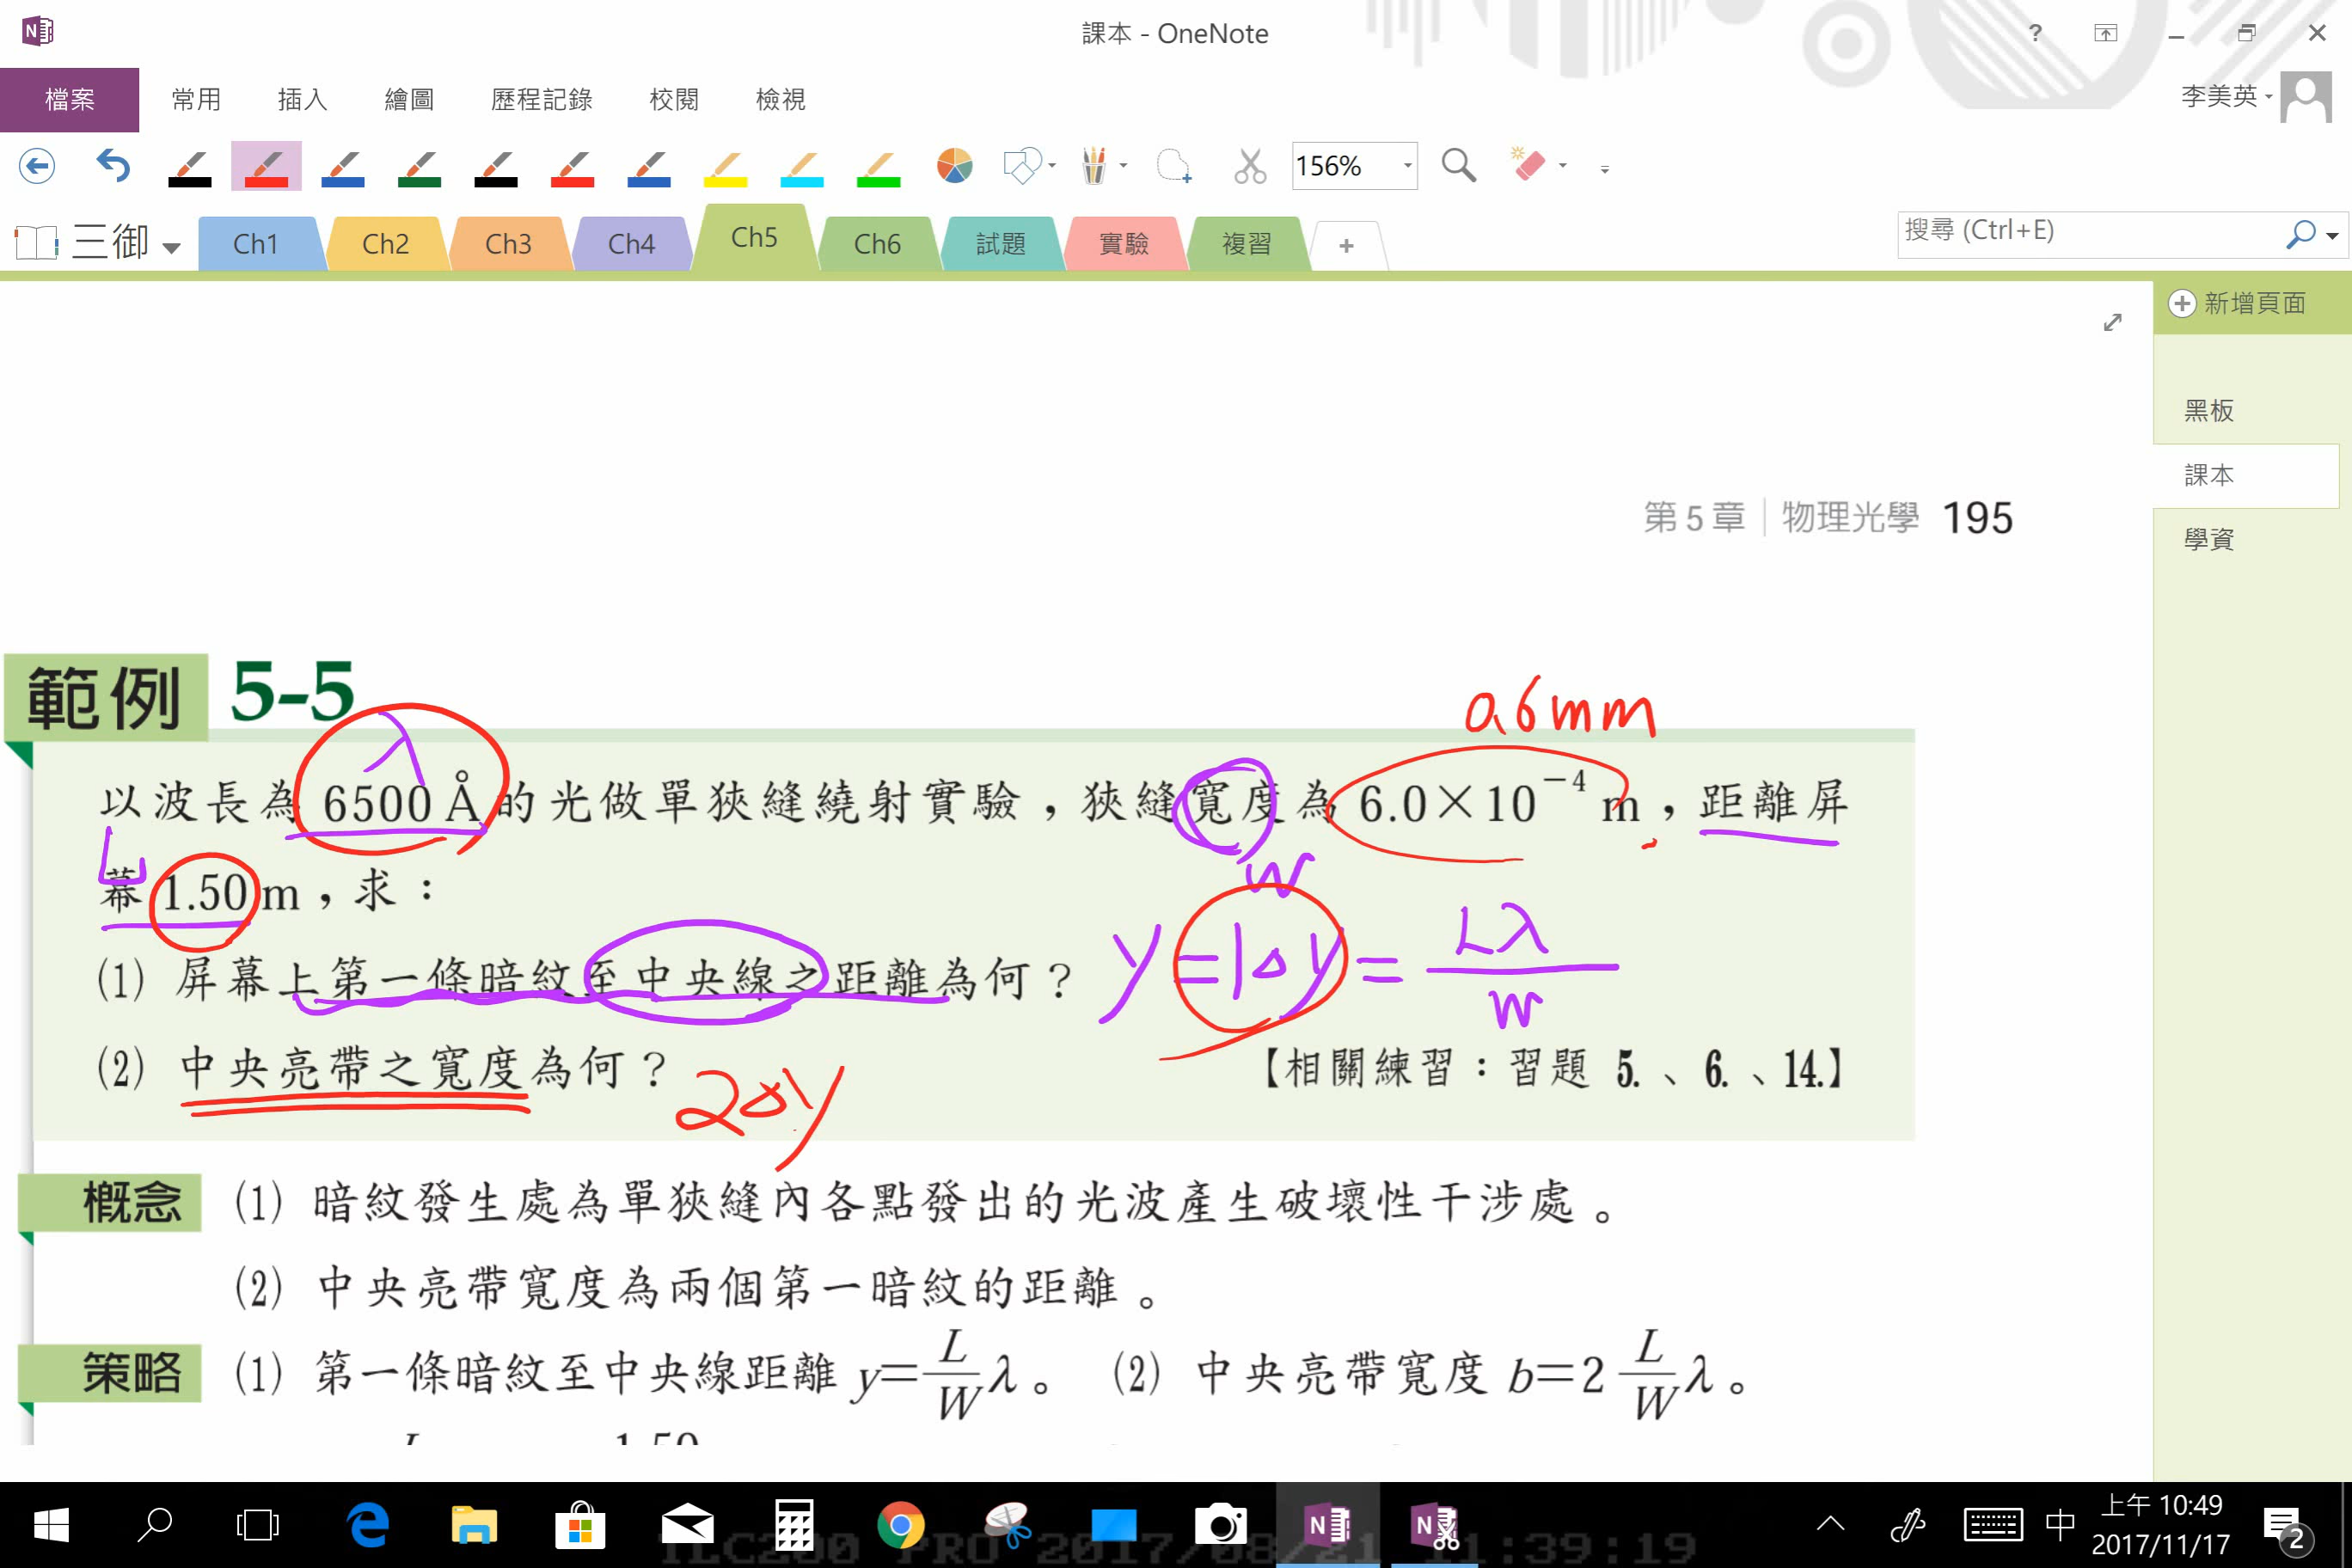 課本 - OneNote
?
檔案 常用 插入 繪圖 歷程記錄 校閱 檢視 李美英
156%
三御 Ch1 Ch2 Ch3 Ch4 Ch5 Ch6 試題 實驗 複習 + 搜尋 (Ctrl+E)
新增頁面
黑板
課本
學資
第 5 章 | 物理光學 195
範例 5-5
0.6mm
λ
以波長為 6500 Å 的光做單狹縫繞射實驗,狹縫寬度為 6.0×10⁻⁴ m,距離屏
L
w
幕 1.50 m,求:
(1) 屏幕上第一條暗紋至中央線之距離為何? y=1Δy=Lλ/w
(2) 中央亮帶之寬度為何? 2Δy 【相關練習:習題 5.、6.、14.】
概念 (1) 暗紋發生處為單狹縫內各點發出的光波產生破壞性干涉處。
(2) 中央亮帶寬度為兩個第一暗紋的距離。
策略 (1) 第一條暗紋至中央線距離 y=L/W λ。 (2) 中央亮帶寬度 b=2 L/W λ。
中 上午 10:49
2017/11/17 2
ILC200 PRO 2017/08/21 11:39:19